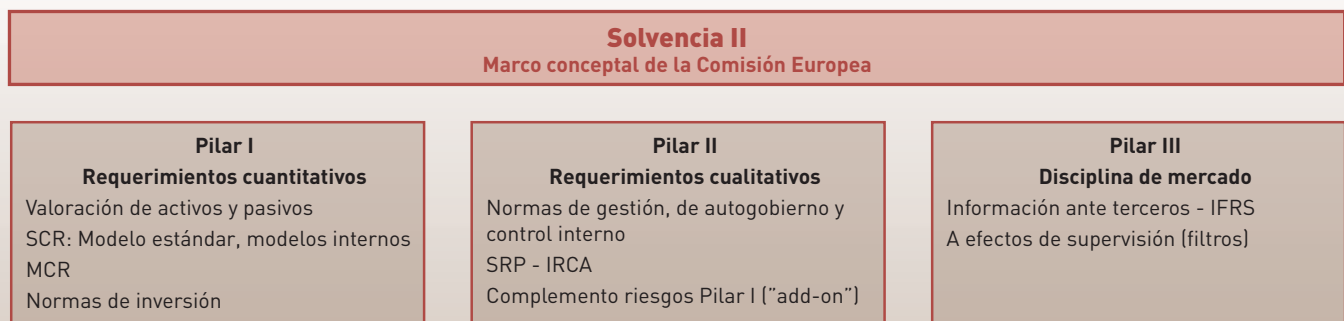 Solvencia II
Marco conceptal de la Comisión Europea
Pilar I
Requerimientos cuantitativos
Valoración de activos y pasivos
SCR: Modelo estándar, modelos internos
MCR
Normas de inversión
Pilar II
Requerimientos cualitativos
Normas de gestión, de autogobierno y
control interno
SRP - IRCA
Complemento riesgos Pilar I ("add-on")
Pilar III
Disciplina de mercado
Información ante terceros - IFRS
A efectos de supervisión (filtros)